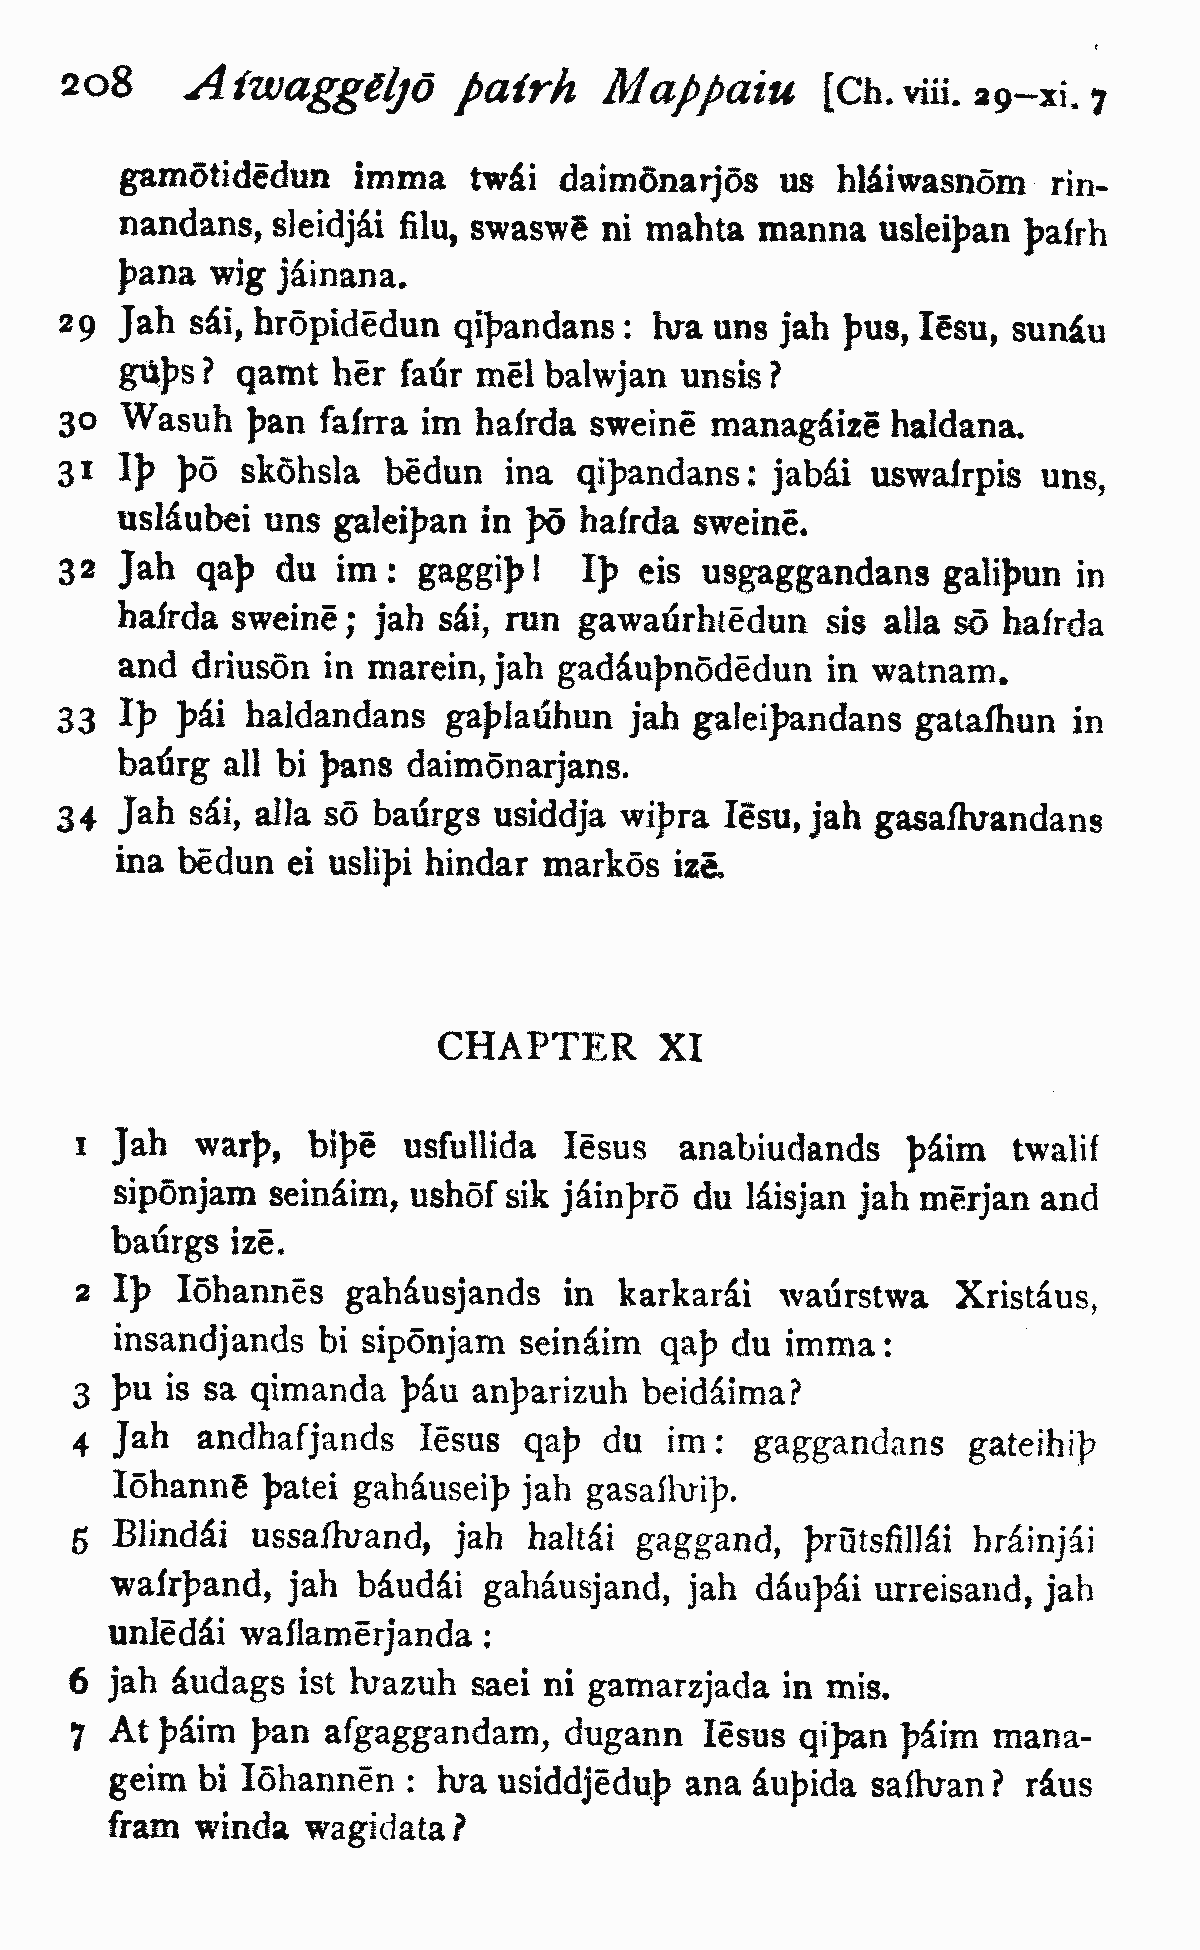 208 Aíwaggēljō þaírh Maþþaiu [Ch. viii. 29–xi. 7
gamōtidēdun imma twái daimōnarjōs us hláiwasnōm rin-
nandans, sleidjái filu, swaswē ni mahta manna usleiþan þaírh
þana wig jáinana.
29 Jah sái, hrōpidēdun qiþandans: ƕa uns jah þus, Iēsu, sunáu
guþs? qamt hēr faúr mēl balwjan unsis?
30 Wasuh þan faírra im haírda sweinē managáizē haldana.
31 Iþ þō skōhsla bēdun ina qiþandans: jabái uswaírpis uns,
usláubei uns galeiþan in þō haírda sweinē.
32 Jah qaþ du im: gaggiþ! Iþ eis usgaggandans galiþun in
haírda sweinē; jah sái, run gawaúrhtēdun sis alla sō haírda
and driusōn in marein, jah gadáuþnōdēdun in watnam.
33 Iþ þái haldandans gaþlaúhun jah galeiþandans gataíhun in
baúrg all bi þans daimōnarjans.
34 Jah sái, alla sō baúrgs usiddja wiþra Iēsu, jah gasaíƕandans
ina bēdun ei usliþi hindar markōs izē.
CHAPTER XI
1 Jah warþ, biþē usfullida Iēsus anabiudands þáim twalif
sipōnjam seináim, ushōf sik jáinþrō du láisjan jah mērjan and
baúrgs izē.
2 Iþ Iōhannēs gaháusjands in karkarái waúrstwa Xristáus,
insandjands bi sipōnjam seináim qaþ du imma:
3 þu is sa qimanda þáu anþarizuh beidáima?
4 Jah andhafjands Iēsus qaþ du im: gaggandans gateihiþ
Iōhannē þatei gaháuseiþ jah gasaíƕiþ.
5 Blindái ussaíƕand, jah haltái gaggand, þrūtsfillái hráinjái
waírþand, jah báudái gaháusjand, jah dáuþái urreisand, jah
unlēdái waílamērjanda:
6 jah áudags ist ƕazuh saei ni gamarzjada in mis.
7 At þáim þan afgaggandam, dugann Iēsus qiþan þáim mana-
geim bi Iōhannēn: ƕa usiddjēduþ ana áuþida saíƕan? ráus
fram winda wagidata?